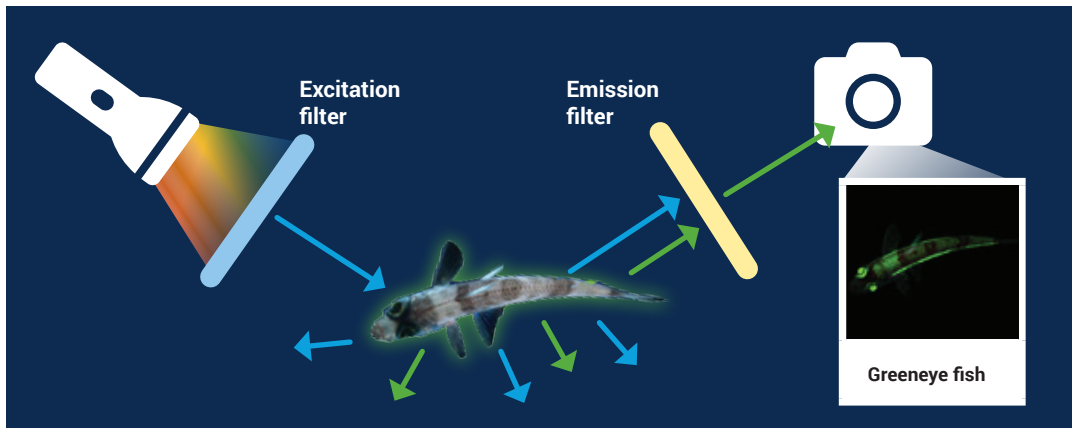 Excitation
filter
Emission
filter
Greeneye fish